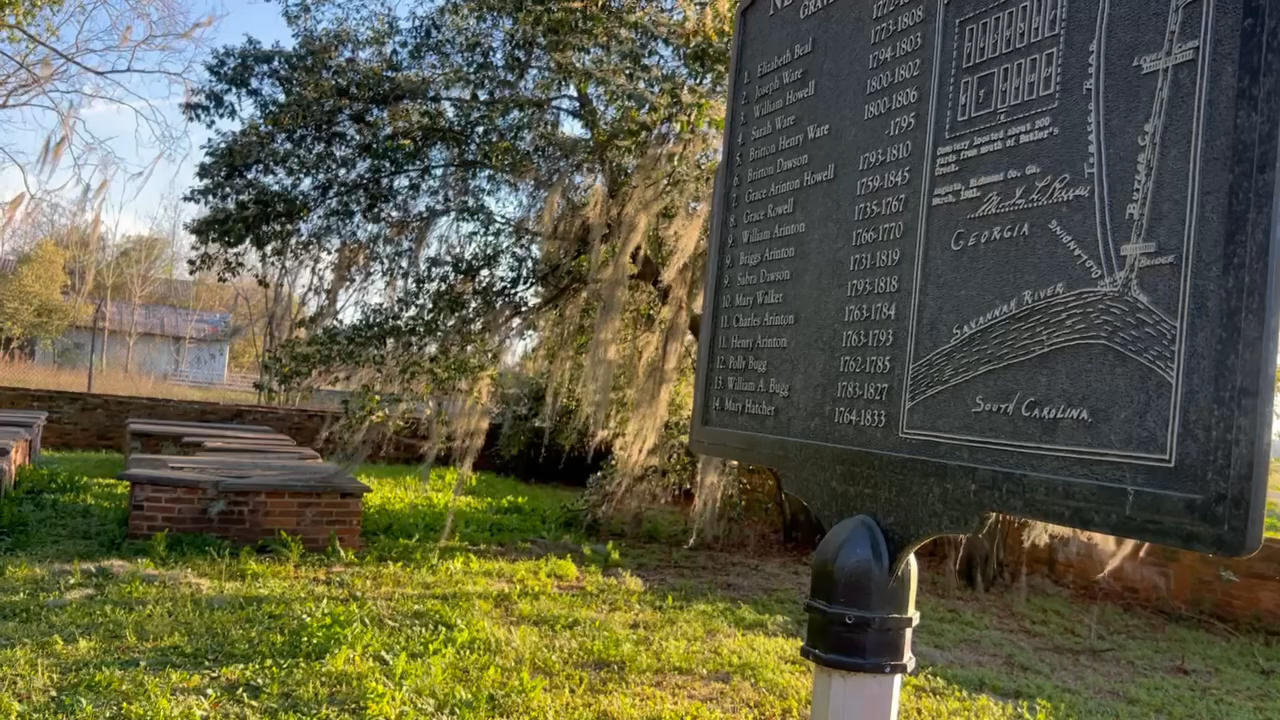 1. Elizabeth Beal
2. Joseph Ware
3. William Howell
4. Sarah Ware
5. Britton Henry Ware
6. Britton Dawson
7. Grace Arinton Howell
8. Grace Rowell
9. William Arinton
9. Briggs Arinton
9. Sabra Dawson
10. Mary Walker
11. Charles Arinton
11. Henry Arinton
12. Polly Bugg
13. William A. Bugg
14. Mary Hatcher
1773-1808
1794-1803
1800-1802
1800-1806
-1795
1793-1810
1759-1845
1735-1767
1766-1770
1731-1819
1793-1818
1763-1784
1763-1793
1762-1785
1783-1827
1764-1833
Cemetery located about 200
yards from mouth of Butler's
Creek.
Augusta, Richmond Co. Ga.
March, 1931.
GEORGIA
BUTLER CR.
BRIDGE
SAVANNAH RIVER
SOUTH CAROLINA.